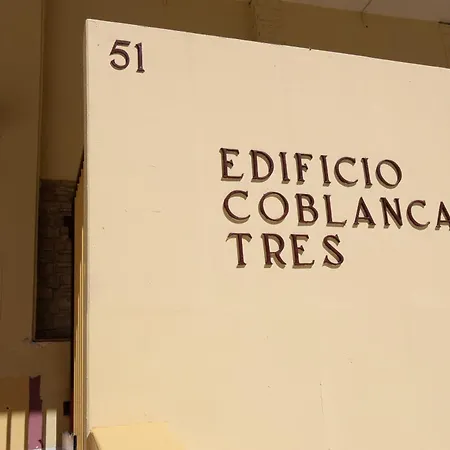 51
EDIFICIO
COBLANCA
TRES